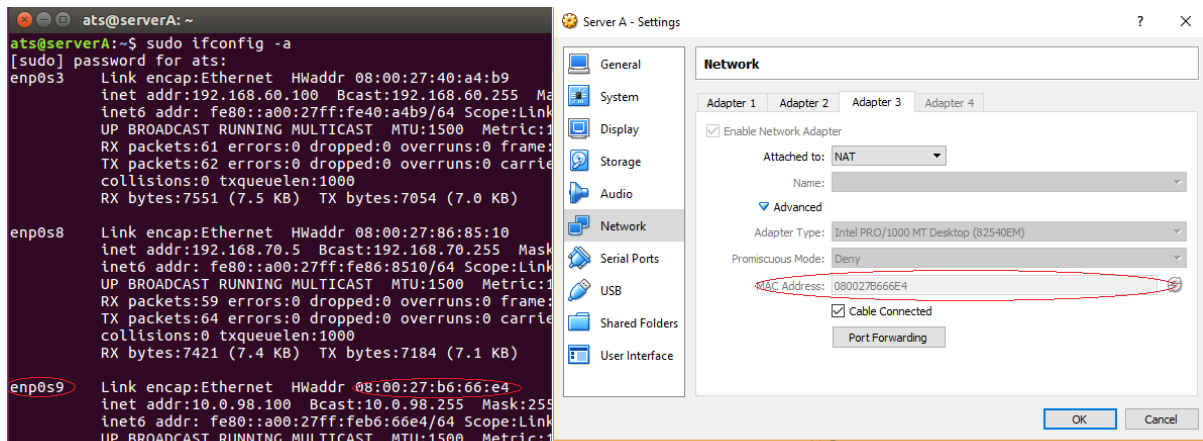 ats@serverA: ~
ats@serverA:~$ sudo ifconfig -a
[sudo] password for ats:
enp0s3 Link encap:Ethernet HWaddr 08:00:27:40:a4:b9
inet addr:192.168.60.100 Bcast:192.168.60.255 Ma
inet6 addr: fe80::a00:27ff:fe40:a4b9/64 Scope:Link
UP BROADCAST RUNNING MULTICAST MTU:1500 Metric:1
RX packets:61 errors:0 dropped:0 overruns:0 frame:
TX packets:62 errors:0 dropped:0 overruns:0 carrie
collisions:0 txqueuelen:1000
RX bytes:7551 (7.5 KB) TX bytes:7054 (7.0 KB)
enp0s8 Link encap:Ethernet HWaddr 08:00:27:86:85:10
inet addr:192.168.70.5 Bcast:192.168.70.255 Mask
inet6 addr: fe80::a00:27ff:fe86:8510/64 Scope:Link
UP BROADCAST RUNNING MULTICAST MTU:1500 Metric:1
RX packets:59 errors:0 dropped:0 overruns:0 frame:
TX packets:64 errors:0 dropped:0 overruns:0 carrie
collisions:0 txqueuelen:1000
RX bytes:7421 (7.4 KB) TX bytes:7184 (7.1 KB)
enp0s9 Link encap:Ethernet HWaddr 08:00:27:b6:66:e4
inet addr:10.0.98.100 Bcast:10.0.98.255 Mask:255
inet6 addr: fe80::a00:27ff:feb6:66e4/64 Scope:Link
UP BROADCAST RUNNING MULTICAST MTU:1500 Metric:1
Server A - Settings
General
System
Display
Storage
Audio
Network
Serial Ports
USB
Shared Folders
User Interface
Network
Adapter 1 Adapter 2 Adapter 3 Adapter 4
Enable Network Adapter
Attached to: NAT
Name:
Advanced
Adapter Type: Intel PRO/1000 MT Desktop (82540EM)
Promiscuous Mode: Deny
MAC Address: 080027B666E4
Cable Connected
Port Forwarding
OK Cancel